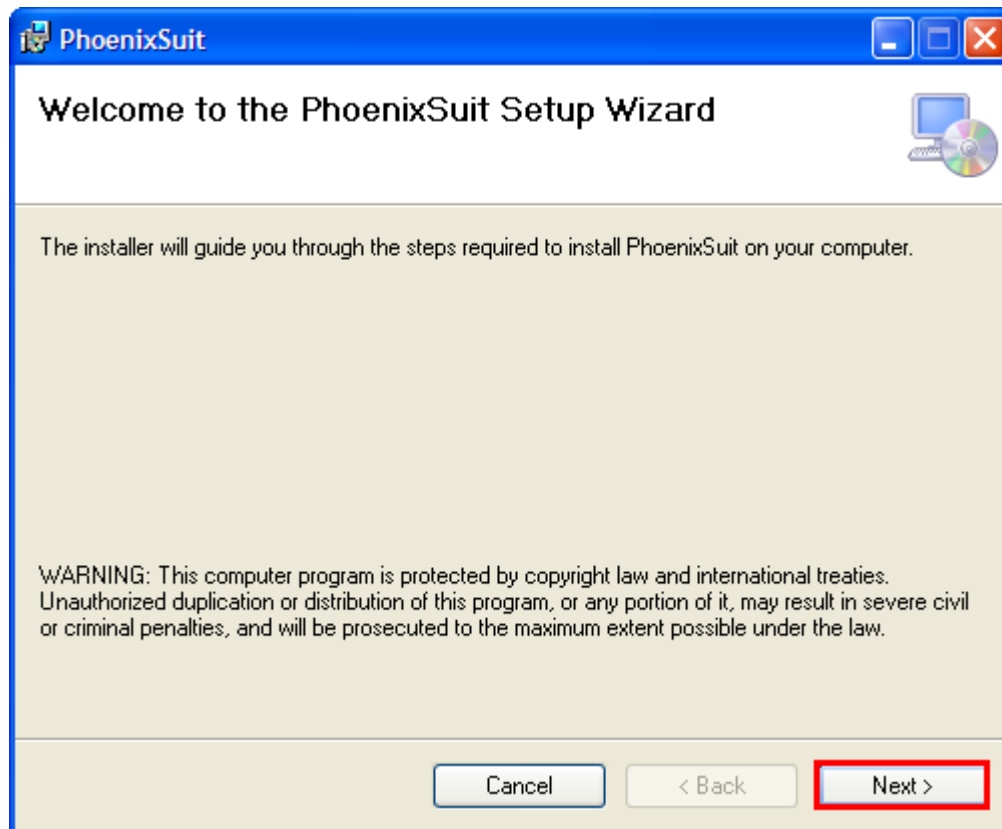 PhoenixSuit
Welcome to the PhoenixSuit Setup Wizard
The installer will guide you through the steps required to install PhoenixSuit on your computer.
WARNING: This computer program is protected by copyright law and international treaties.
Unauthorized duplication or distribution of this program, or any portion of it, may result in severe civil
or criminal penalties, and will be prosecuted to the maximum extent possible under the law.
Cancel < Back Next >